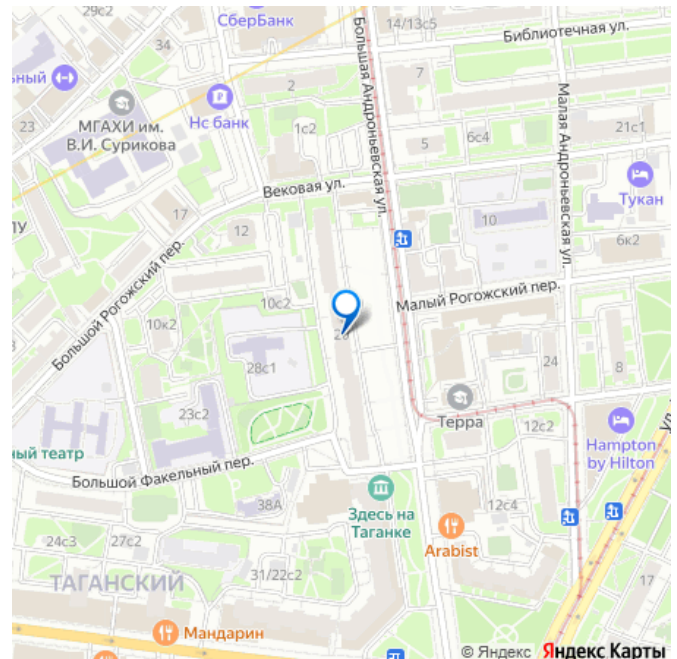 29с2
СберБанк
14/13с5
Библиотечная ул.
34
Большая Андроньевская ул.
7
2
МГАХИ им.
В.И. Сурикова
Нс банк
23
1с2
5
6с4
21с1
Малая Андроньевская ул.
Вековая ул.
Тукан
17
12
10
6к2
Большой Рогожский пер.
10с2
Малый Рогожский пер.
10к2
28с1
24
8
23с2
Терра
12с2
Hampton
by Hilton
ный театр
Большой Факельный пер.
38А
Здесь на
Таганке
12с4
Arabist
24с3
27с2
31/22с2
ТАГАНСКИЙ
17
Мандарин
© Яндекс Яндекс Карты